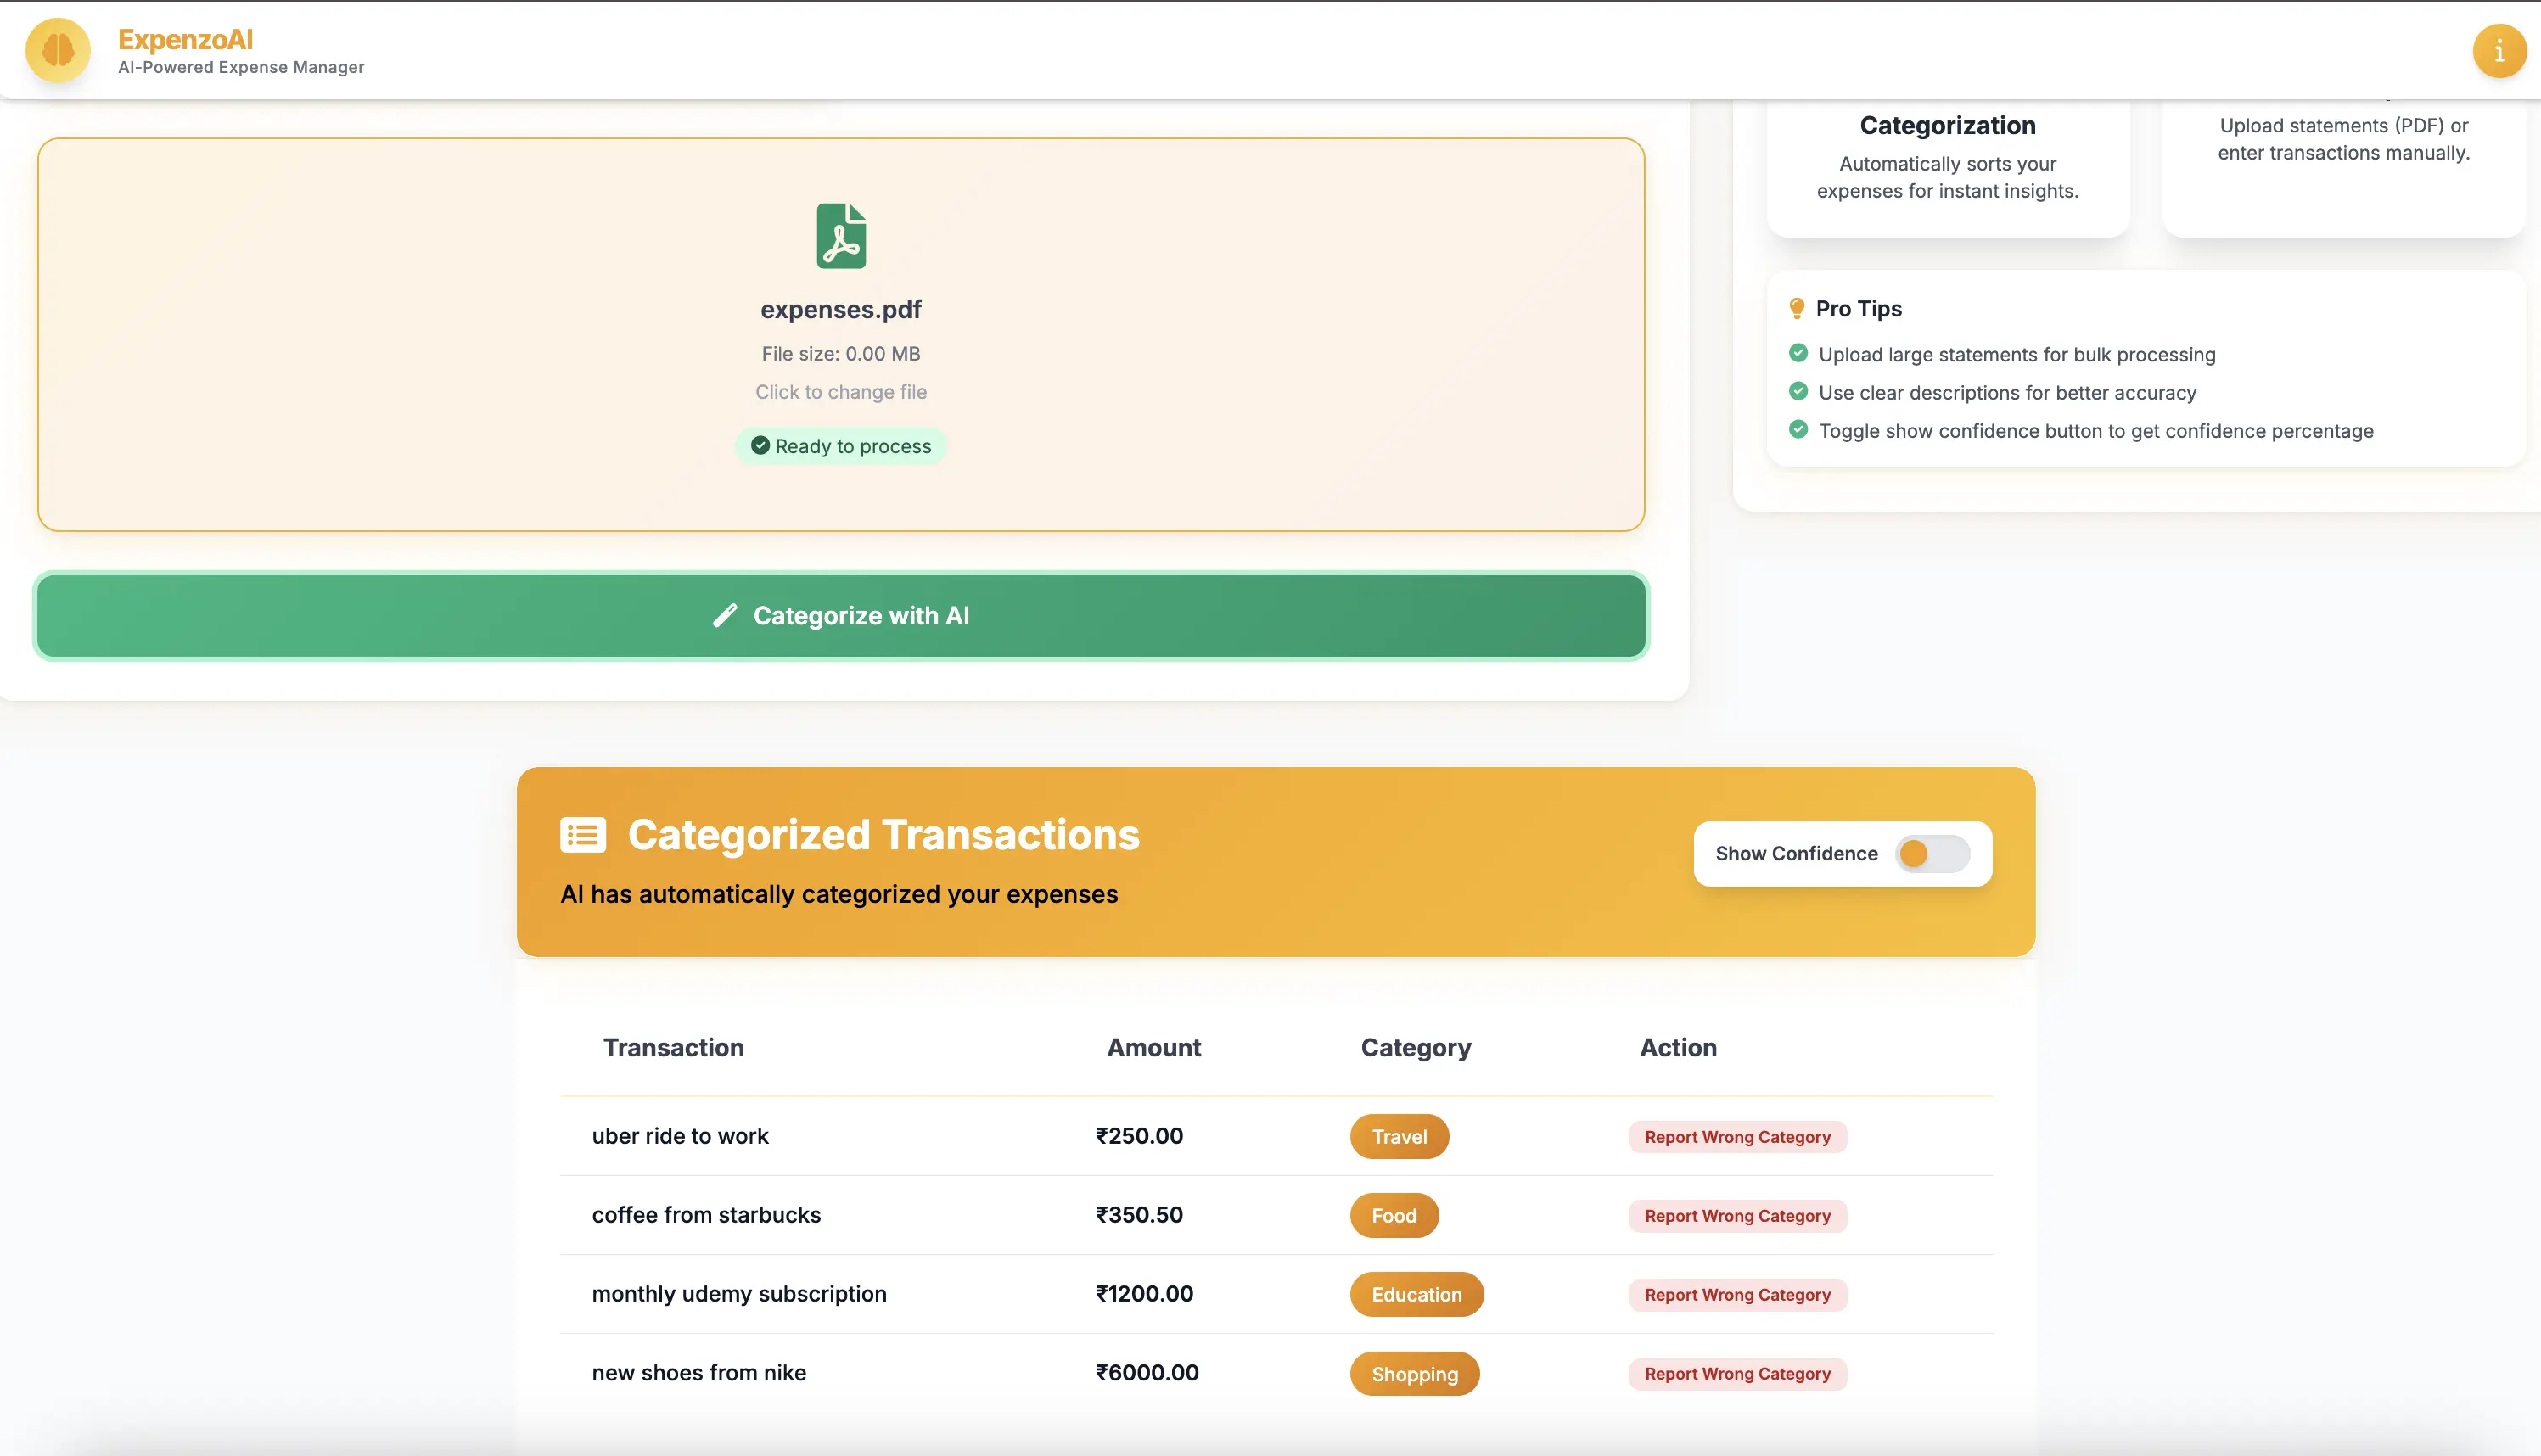 ExpenzoAI
AI-Powered Expense Manager
i
expenses.pdf
File size: 0.00 MB
Click to change file
Ready to process
Categorize with AI
Categorization
Automatically sorts your
expenses for instant insights.
Upload statements (PDF) or
enter transactions manually.
Pro Tips
Upload large statements for bulk processing
Use clear descriptions for better accuracy
Toggle show confidence button to get confidence percentage
Categorized Transactions
AI has automatically categorized your expenses
Show Confidence
Transaction Amount Category Action
uber ride to work ₹250.00 Travel Report Wrong Category
coffee from starbucks ₹350.50 Food Report Wrong Category
monthly udemy subscription ₹1200.00 Education Report Wrong Category
new shoes from nike ₹6000.00 Shopping Report Wrong Category